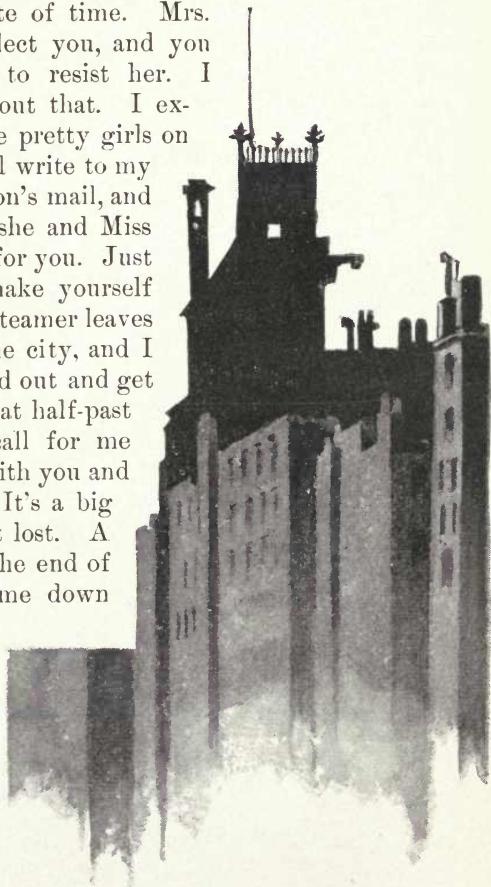 te of time. Mrs.
lect you, and you
to resist her. I
out that. I ex-
e pretty girls on
l write to my
on's mail, and
she and Miss
for you. Just
nake yourself
teamer leaves
e city, and I
d out and get
at half-past
call for me
ith you and
It's a big
t lost. A
he end of
me down